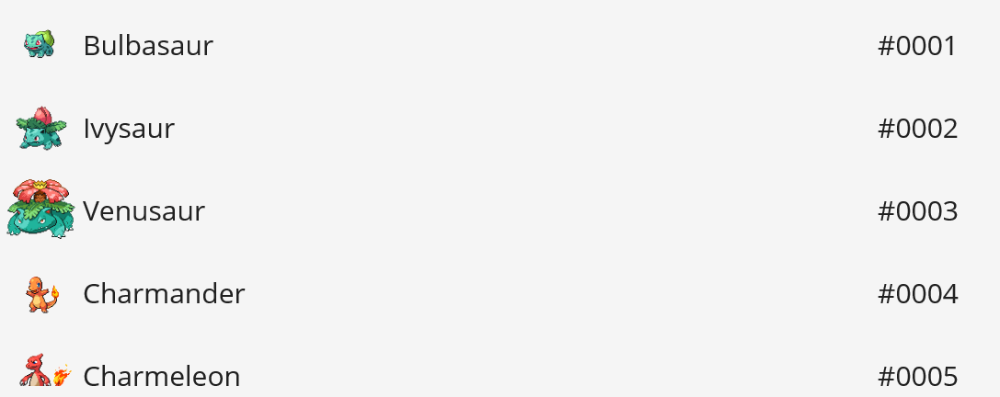 Bulbasaur #0001
Ivysaur #0002
Venusaur #0003
Charmander #0004
Charmeleon #0005